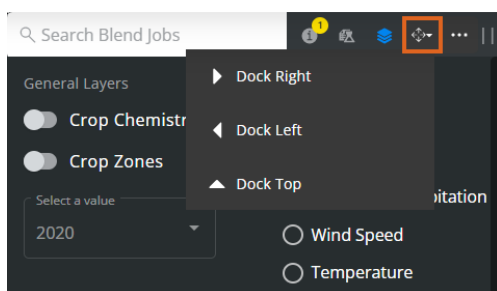 Search Blend Jobs
1
General Layers
Dock Right
Crop Chemistr
Dock Left
Crop Zones
Dock Top
Select a value
bitation
2020
Wind Speed
Temperature